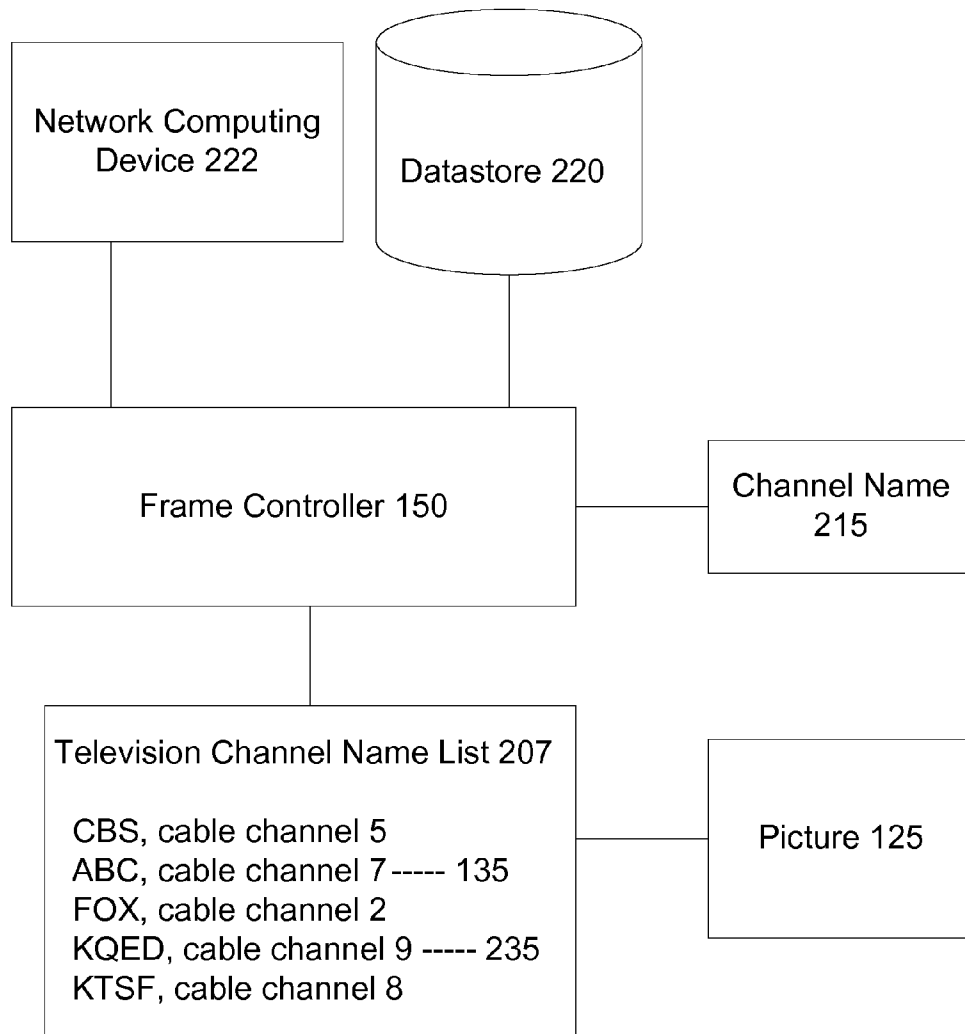 Network Computing
Device 222
Datastore 220
Frame Controller 150
Channel Name
215
Television Channel Name List 207
CBS, cable channel 5
ABC, cable channel 7 ----- 135
FOX, cable channel 2
KQED, cable channel 9 ----- 235
KTSF, cable channel 8
Picture 125